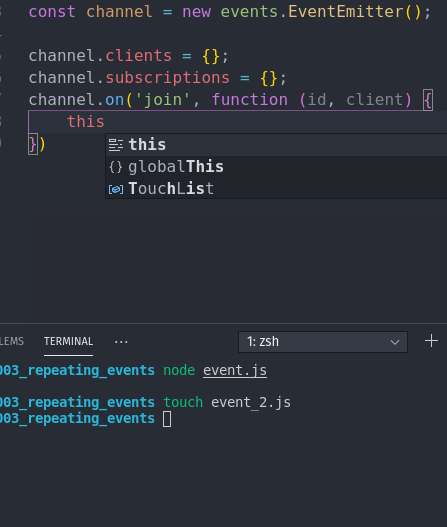 const channel = new events.EventEmitter();
channel.clients = {};
channel.subscriptions = {};
channel.on('join', function (id, client) {
this
})
this
globalThis
TouchList
LEMS TERMINAL ... 1: zsh
003_repeating_events node event.js
003_repeating_events touch event_2.js
003_repeating_events